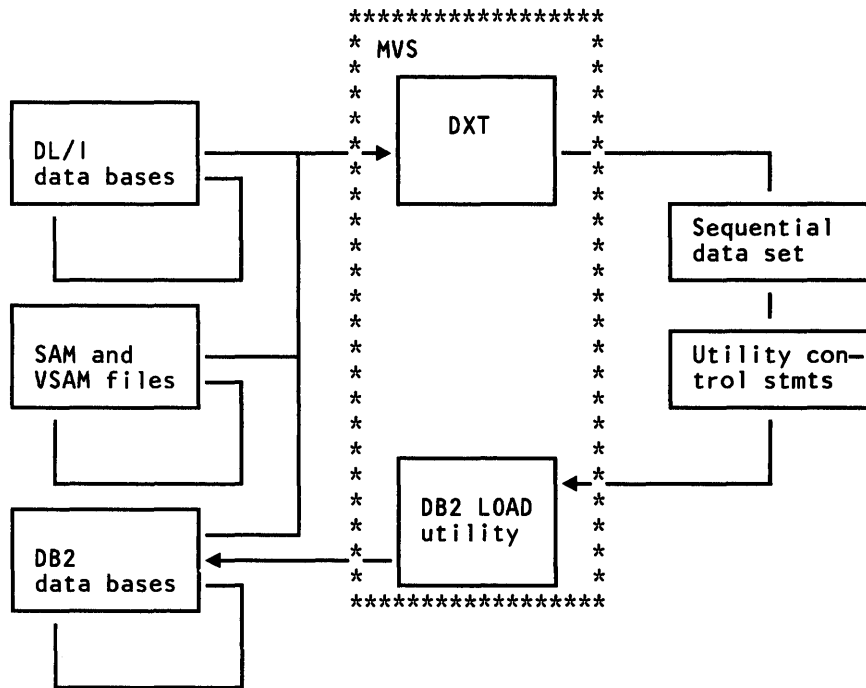 MVS
DXT
DL/I
data bases
Sequential
data set
SAM and
VSAM files
Utility con-
trol stmts
DB2 LOAD
utility
DB2
data bases